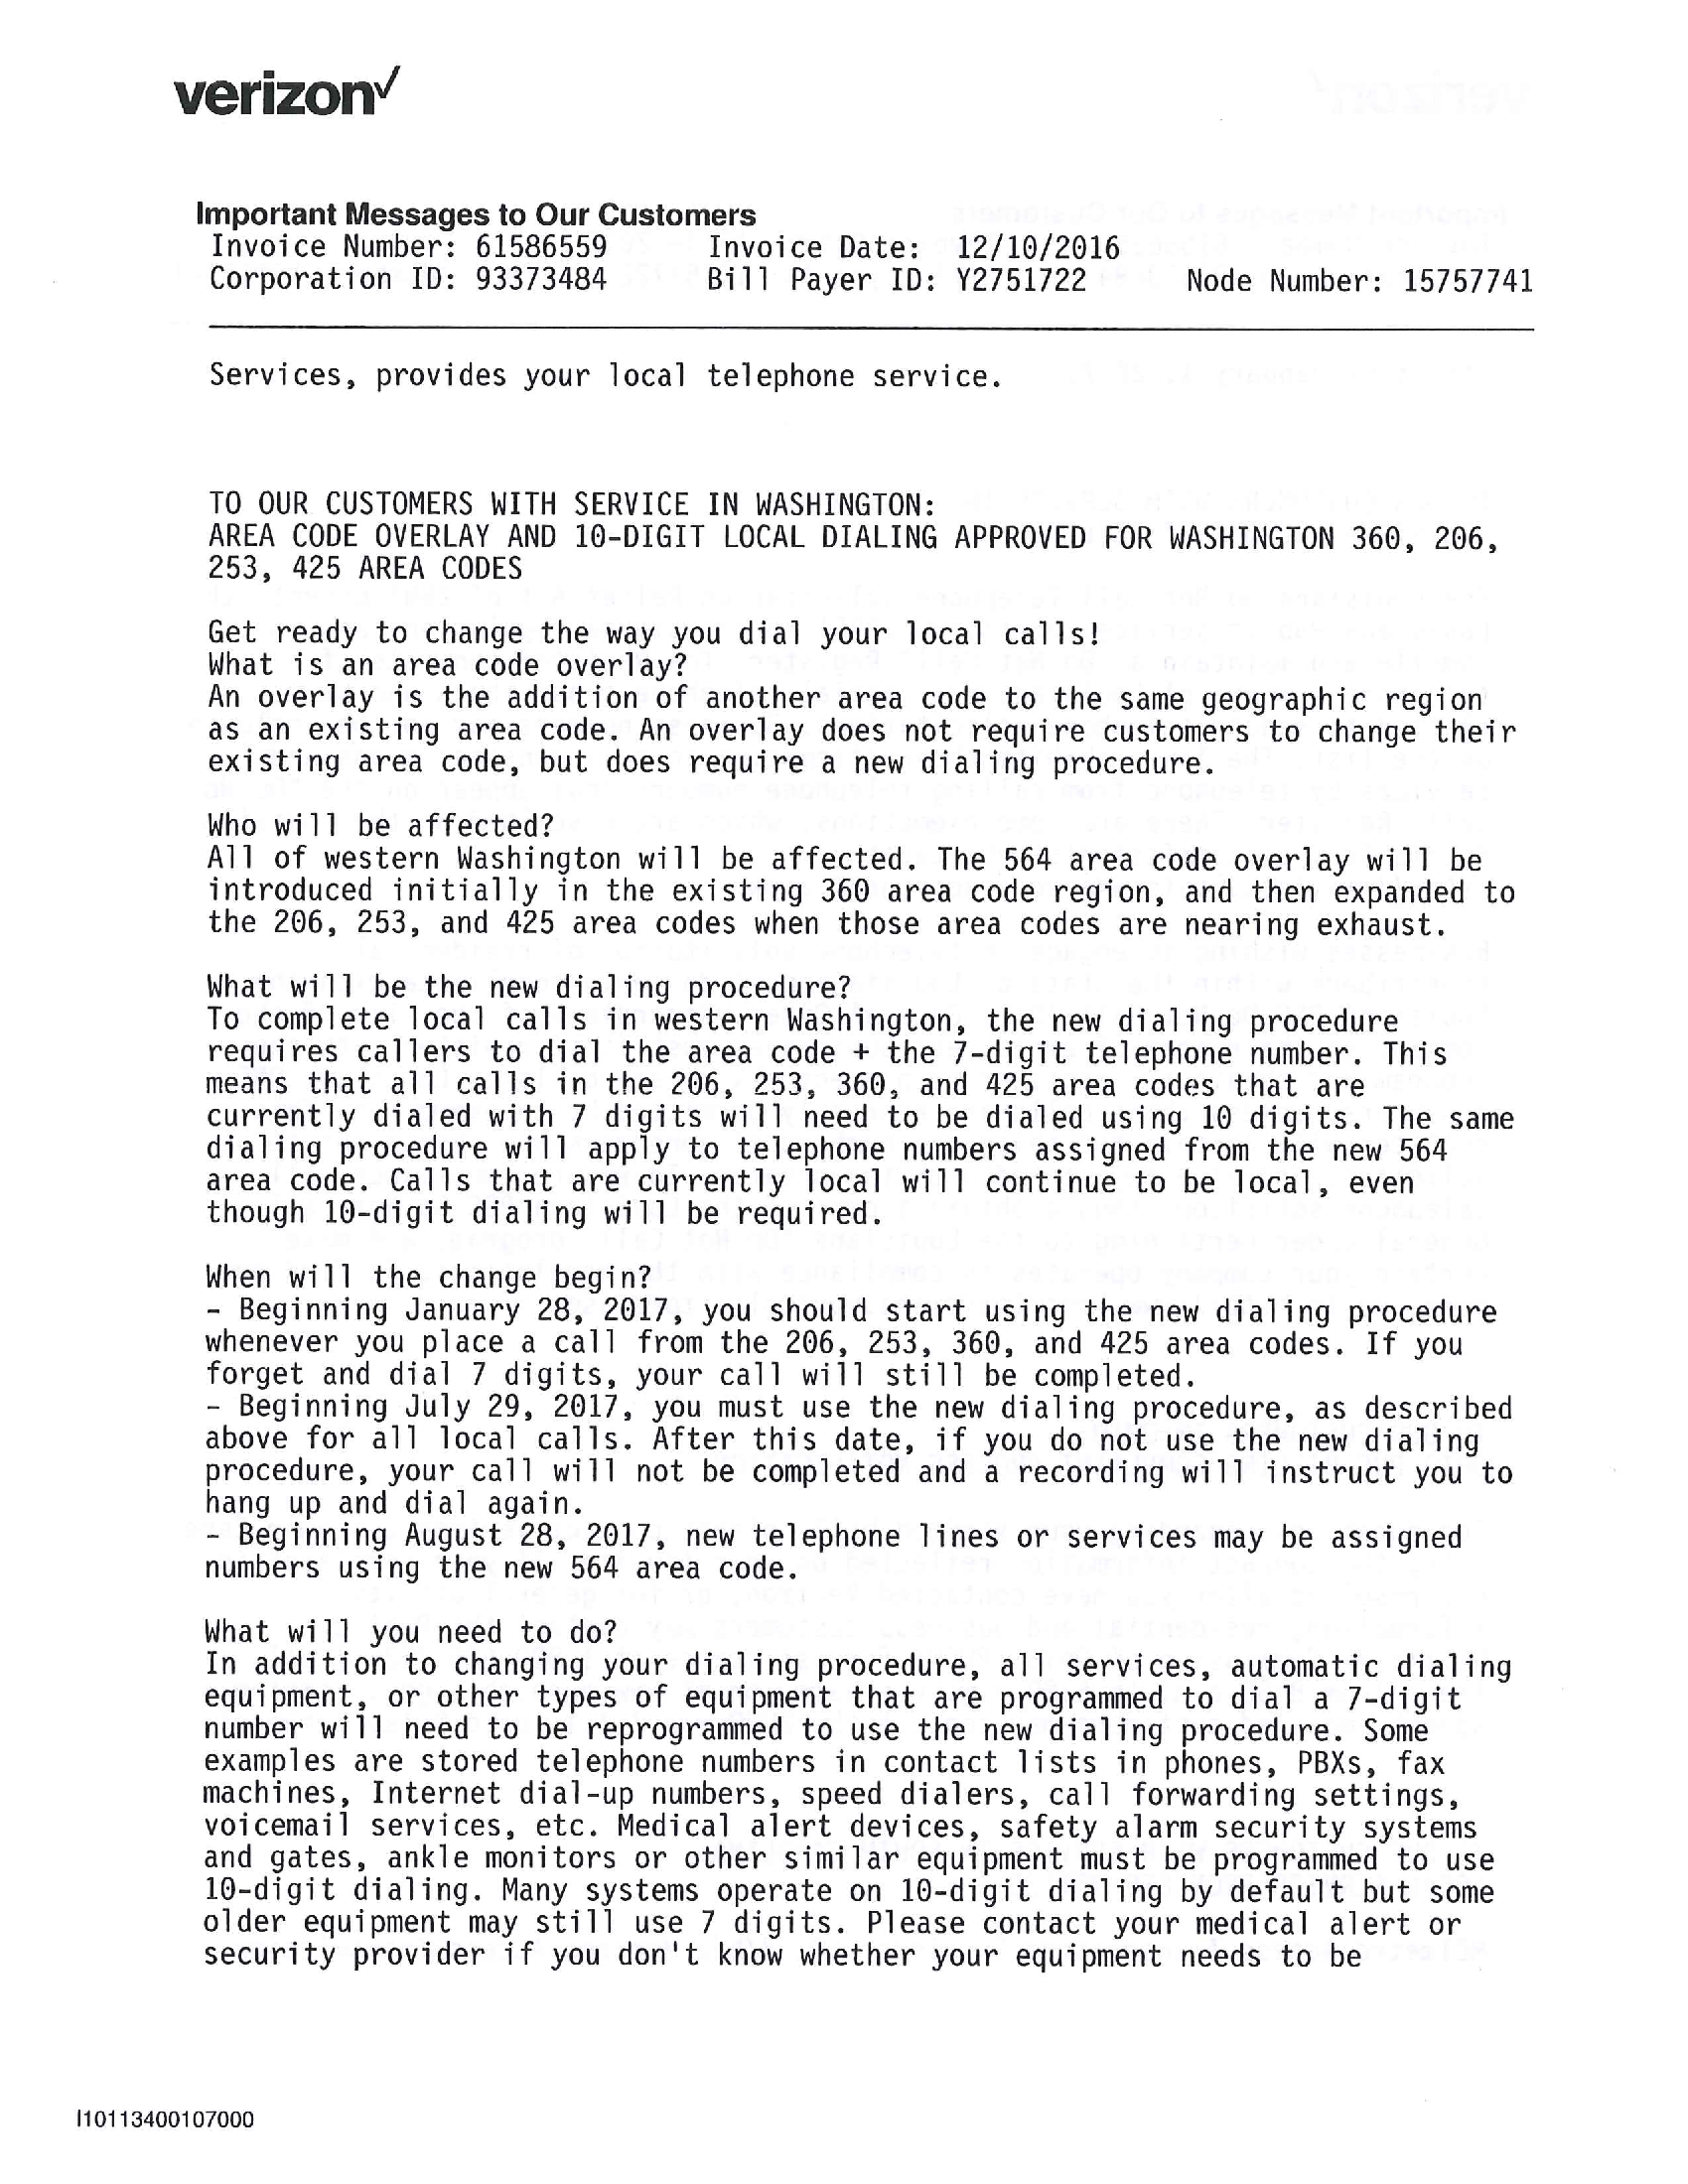 verizon✓
Important Messages to Our Customers
Invoice Number: 61586559 Invoice Date: 12/10/2016
Corporation ID: 93373484 Bill Payer ID: Y2751722 Node Number: 15757741
Services, provides your local telephone service.
TO OUR CUSTOMERS WITH SERVICE IN WASHINGTON:
AREA CODE OVERLAY AND 10-DIGIT LOCAL DIALING APPROVED FOR WASHINGTON 360, 206,
253, 425 AREA CODES
Get ready to change the way you dial your local calls!
What is an area code overlay?
An overlay is the addition of another area code to the same geographic region
as an existing area code. An overlay does not require customers to change their
existing area code, but does require a new dialing procedure.
Who will be affected?
All of western Washington will be affected. The 564 area code overlay will be
introduced initially in the existing 360 area code region, and then expanded to
the 206, 253, and 425 area codes when those area codes are nearing exhaust.
What will be the new dialing procedure?
To complete local calls in western Washington, the new dialing procedure
requires callers to dial the area code + the 7-digit telephone number. This
means that all calls in the 206, 253, 360, and 425 area codes that are
currently dialed with 7 digits will need to be dialed using 10 digits. The same
dialing procedure will apply to telephone numbers assigned from the new 564
area code. Calls that are currently local will continue to be local, even
though 10-digit dialing will be required.
When will the change begin?
- Beginning January 28, 2017, you should start using the new dialing procedure
whenever you place a call from the 206, 253, 360, and 425 area codes. If you
forget and dial 7 digits, your call will still be completed.
- Beginning July 29, 2017, you must use the new dialing procedure, as described
above for all local calls. After this date, if you do not use the new dialing
procedure, your call will not be completed and a recording will instruct you to
hang up and dial again.
- Beginning August 28, 2017, new telephone lines or services may be assigned
numbers using the new 564 area code.
What will you need to do?
In addition to changing your dialing procedure, all services, automatic dialing
equipment, or other types of equipment that are programmed to dial a 7-digit
number will need to be reprogrammed to use the new dialing procedure. Some
examples are stored telephone numbers in contact lists in phones, PBXs, fax
machines, Internet dial-up numbers, speed dialers, call forwarding settings,
voicemail services, etc. Medical alert devices, safety alarm security systems
and gates, ankle monitors or other similar equipment must be programmed to use
10-digit dialing. Many systems operate on 10-digit dialing by default but some
older equipment may still use 7 digits. Please contact your medical alert or
security provider if you don't know whether your equipment needs to be
I10113400107000